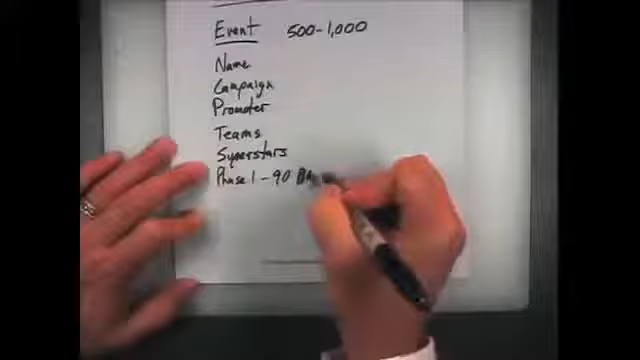 Event 500-1,000
Name
Campaign
Promoter
Teams
Superstars
Phase 1 - 90